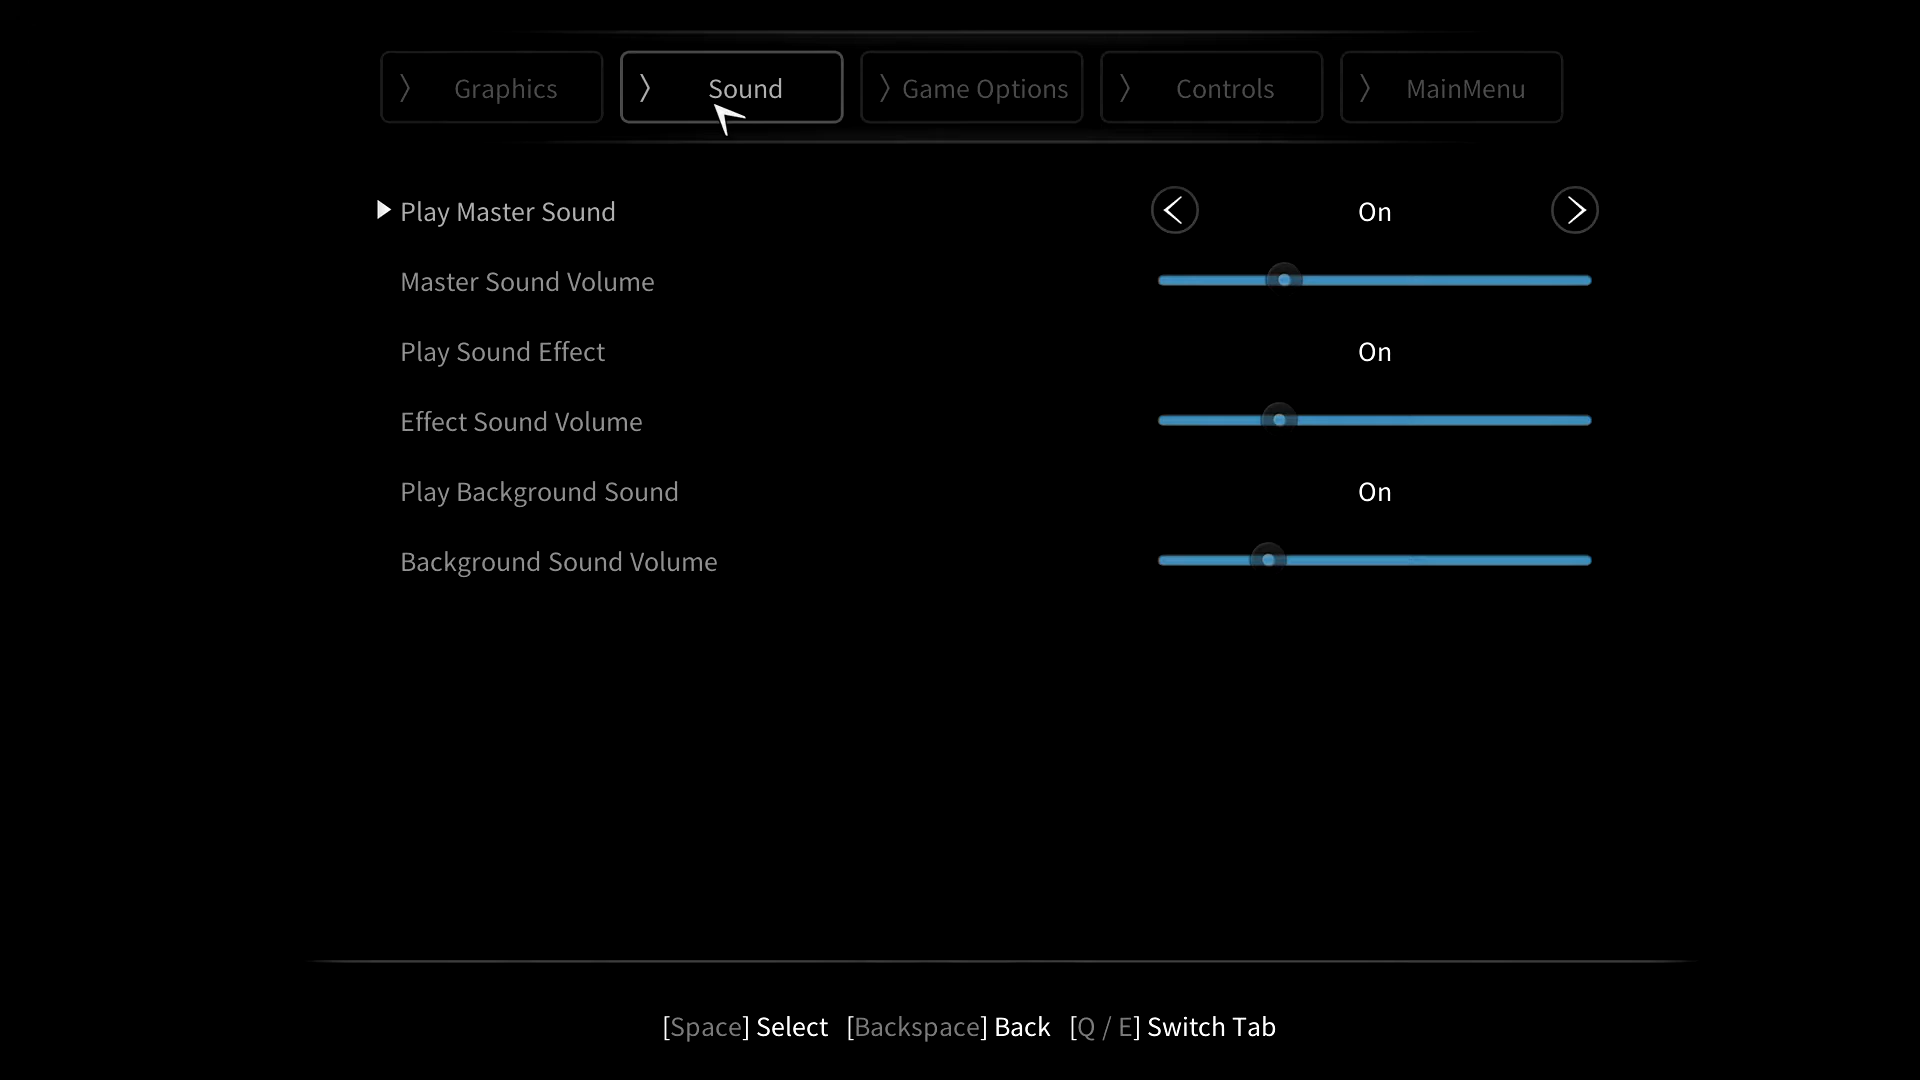 Graphics Sound Game Options Controls MainMenu
Play Master Sound On
Master Sound Volume
Play Sound Effect On
Effect Sound Volume
Play Background Sound On
Background Sound Volume
[Space] Select [Backspace] Back [Q / E] Switch Tab